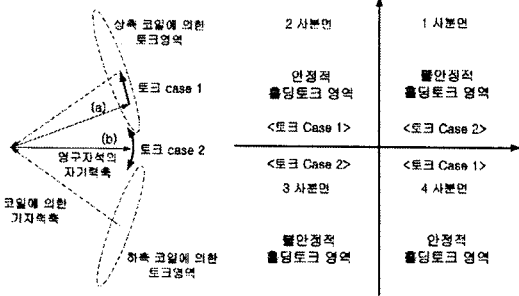 상측 코일에 의한
토크영역
토크 case 1
(a)
(b)
토크 case 2
영구자석의
자기력축
코일에 의한
기자력축
하측 코일에 의한
토크영역
2 사분면
1 사분면
안정적
홀딩토크 영역
불안정적
홀딩토크 영역
<토크 Case 1>
<토크 Case 2>
<토크 Case 2>
<토크 Case 1>
3 사분면
4 사분면
불안정적
홀딩토크 영역
안정적
홀딩토크 영역